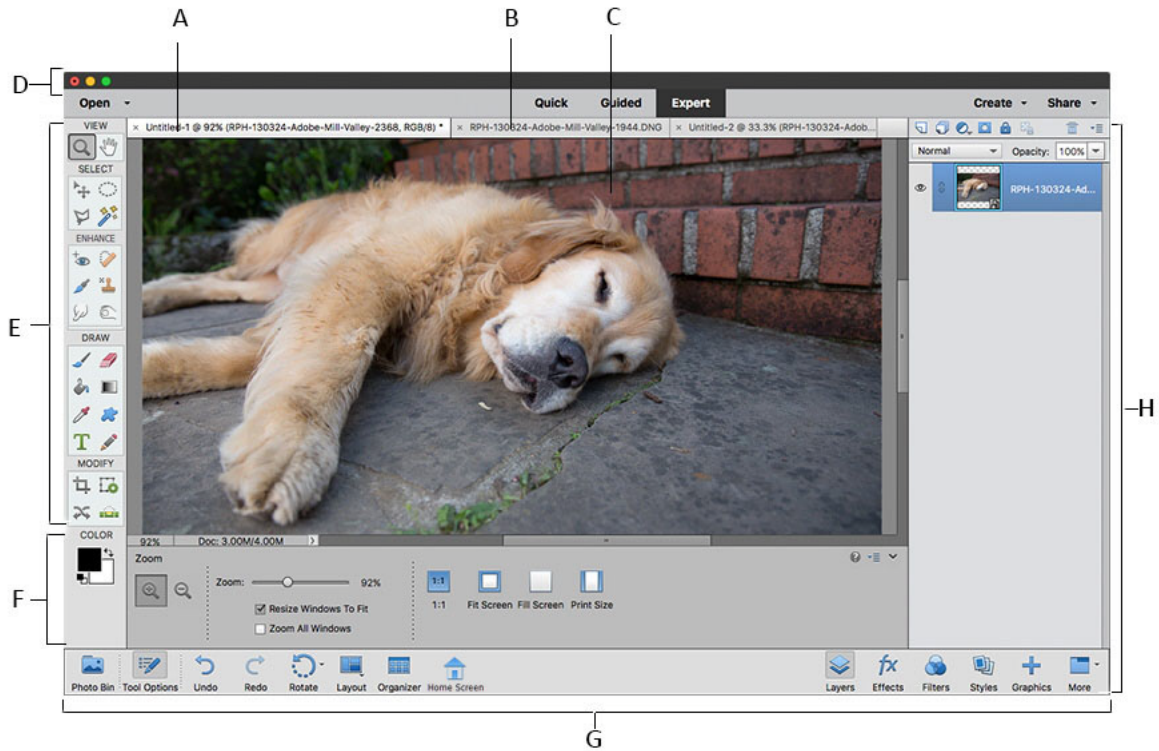 A B C
D
Open Quick Guided Expert Create Share
E
VIEW
× Untitled-1 @ 92% (RPH-130324-Adobe-Mill-Valley-2368, RGB/8) * × RPH-130324-Adobe-Mill-Valley-1944.DNG × Untitled-2 @ 33.3% (RPH-130324-Adob...
Normal Opacity: 100%
SELECT
RPH-130324-Ad...
ENHANCE
DRAW
T
MODIFY
H
COLOR
92% Doc: 3.00M/4.00M
F
Zoom
Zoom: 92%
1:1
1:1 Fit Screen Fill Screen Print Size
Resize Windows To Fit
Zoom All Windows
fx
Photo Bin Tool Options Undo Redo Rotate Layout Organizer Home Screen Layers Effects Filters Styles Graphics More
G